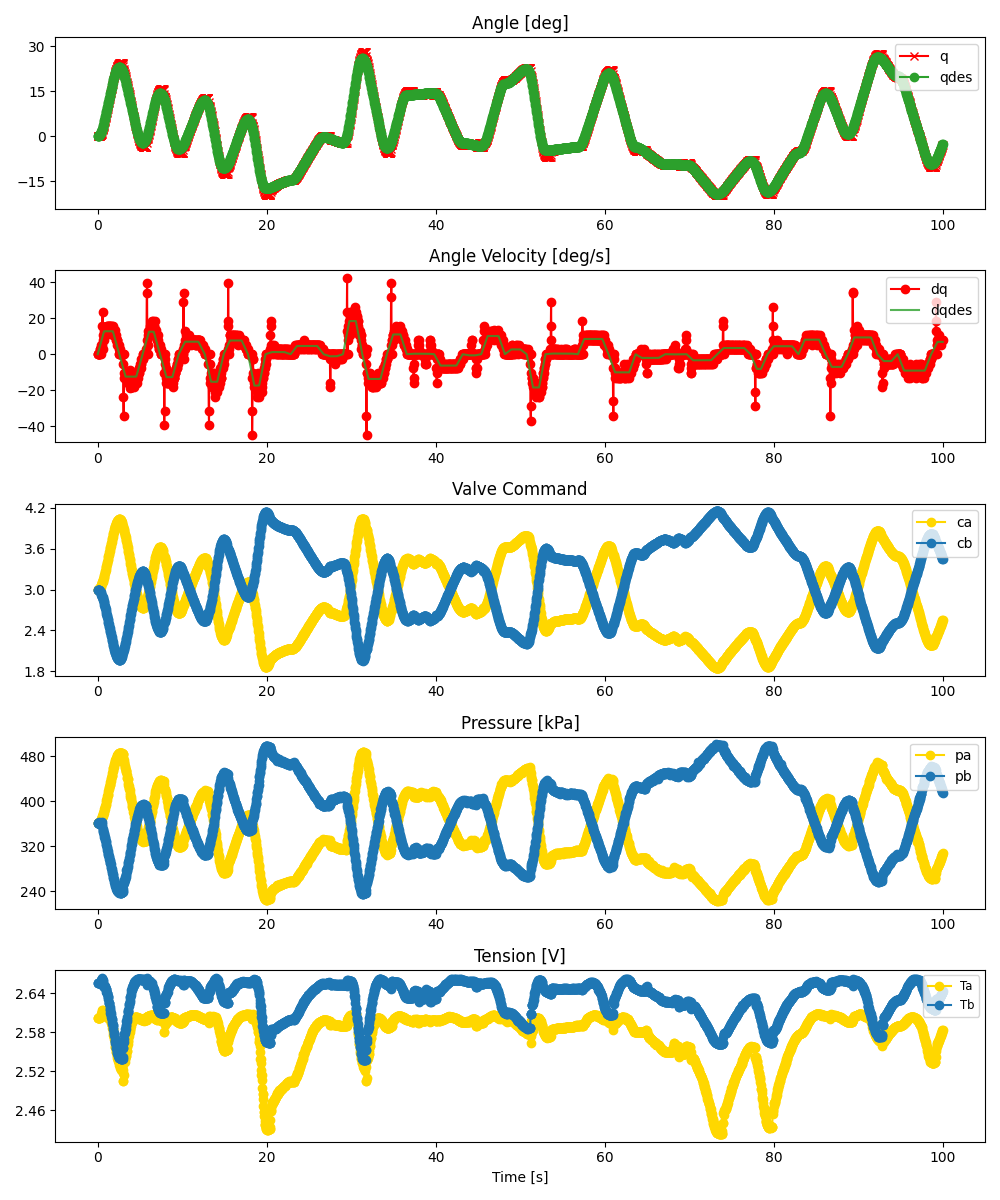 Angle [deg]
30
15
0
−15
q
qdes
0 20 40 60 80 100
Angle Velocity [deg/s]
40
20
0
−20
−40
dq
dqdes
0 20 40 60 80 100
Valve Command
4.2
3.6
3.0
2.4
1.8
ca
cb
0 20 40 60 80 100
Pressure [kPa]
480
400
320
240
pa
pb
0 20 40 60 80 100
Tension [V]
2.64
2.58
2.52
2.46
Ta
Tb
0 20 40 60 80 100
Time [s]